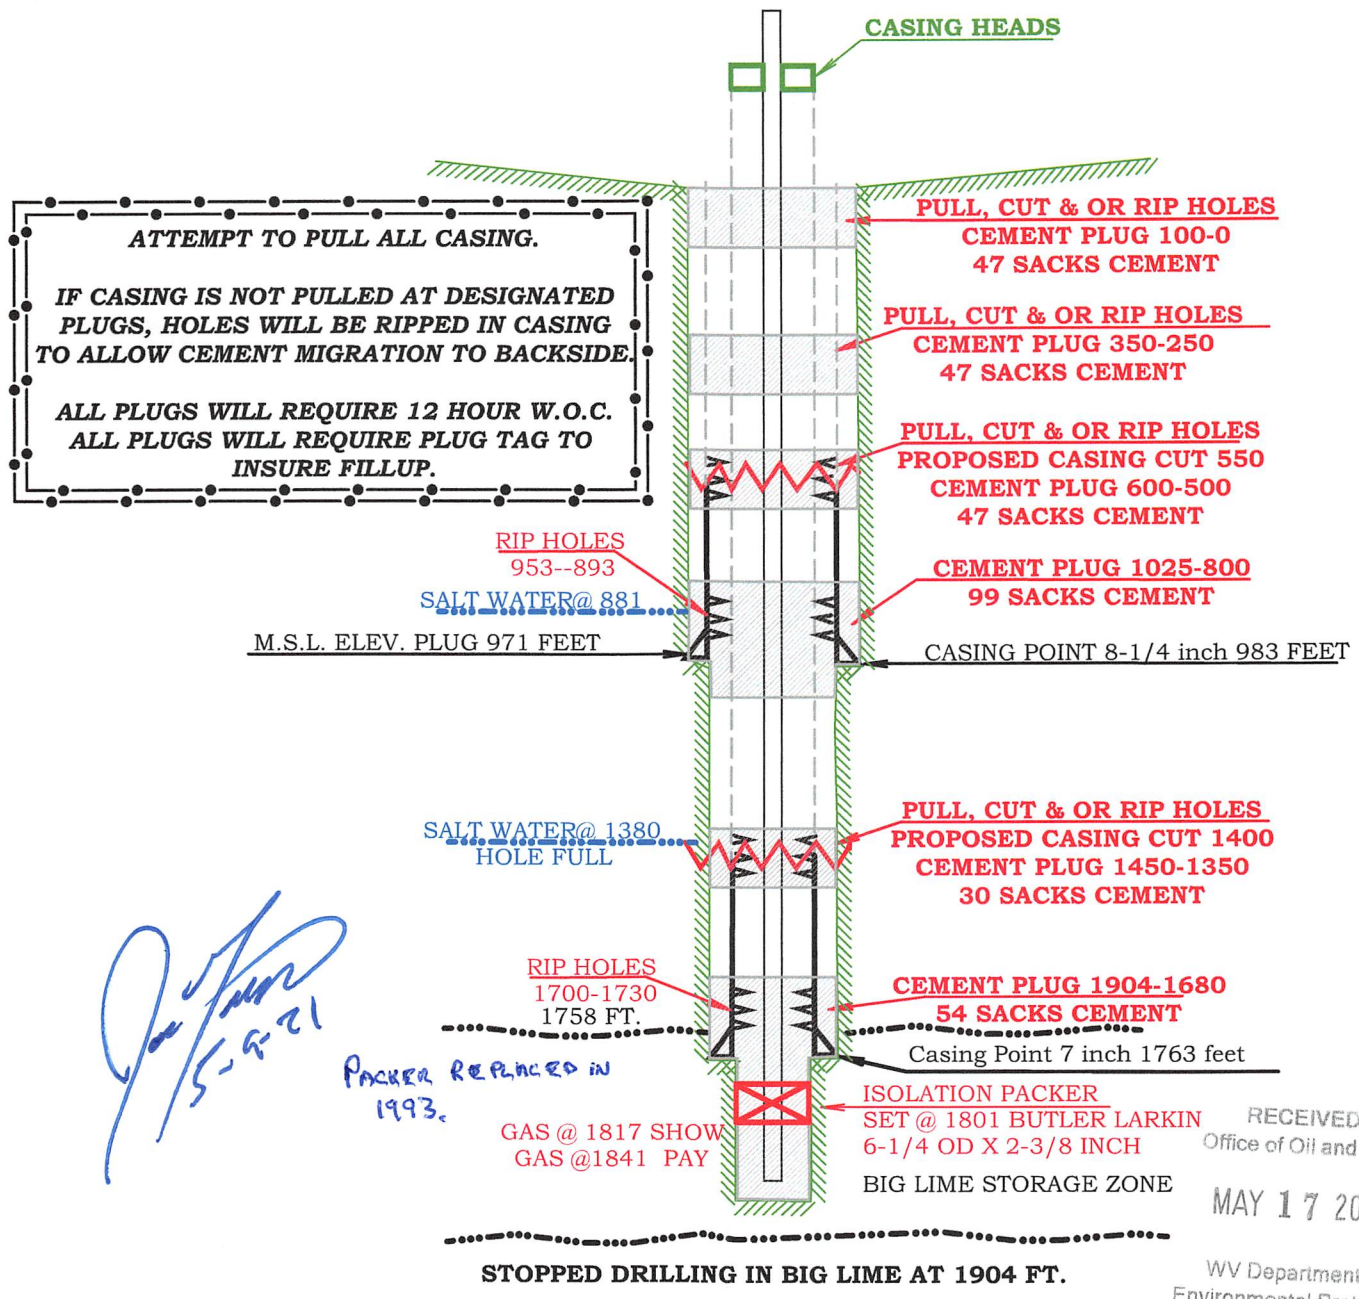 CASING HEADS
ATTEMPT TO PULL ALL CASING.
IF CASING IS NOT PULLED AT DESIGNATED
PLUGS, HOLES WILL BE RIPPED IN CASING
TO ALLOW CEMENT MIGRATION TO BACKSIDE.
ALL PLUGS WILL REQUIRE 12 HOUR W.O.C.
ALL PLUGS WILL REQUIRE PLUG TAG TO
INSURE FILLUP.
PULL, CUT & OR RIP HOLES
CEMENT PLUG 100-0
47 SACKS CEMENT
PULL, CUT & OR RIP HOLES
CEMENT PLUG 350-250
47 SACKS CEMENT
PULL, CUT & OR RIP HOLES
PROPOSED CASING CUT 550
CEMENT PLUG 600-500
47 SACKS CEMENT
RIP HOLES
953--893
SALT WATER@ 881
M.S.L. ELEV. PLUG 971 FEET
CEMENT PLUG 1025-800
99 SACKS CEMENT
CASING POINT 8-1/4 inch 983 FEET
SALT WATER@ 1380
HOLE FULL
PULL, CUT & OR RIP HOLES
PROPOSED CASING CUT 1400
CEMENT PLUG 1450-1350
30 SACKS CEMENT
RIP HOLES
1700-1730
1758 FT.
CEMENT PLUG 1904-1680
54 SACKS CEMENT
Casing Point 7 inch 1763 feet
5-9-21
PACKER REPLACED IN
1993.
GAS @ 1817 SHOW
GAS @1841 PAY
ISOLATION PACKER
SET @ 1801 BUTLER LARKIN
6-1/4 OD X 2-3/8 INCH
BIG LIME STORAGE ZONE
RECEIVED
Office of Oil and
MAY 17 20
STOPPED DRILLING IN BIG LIME AT 1904 FT.
WV Department
Environmental